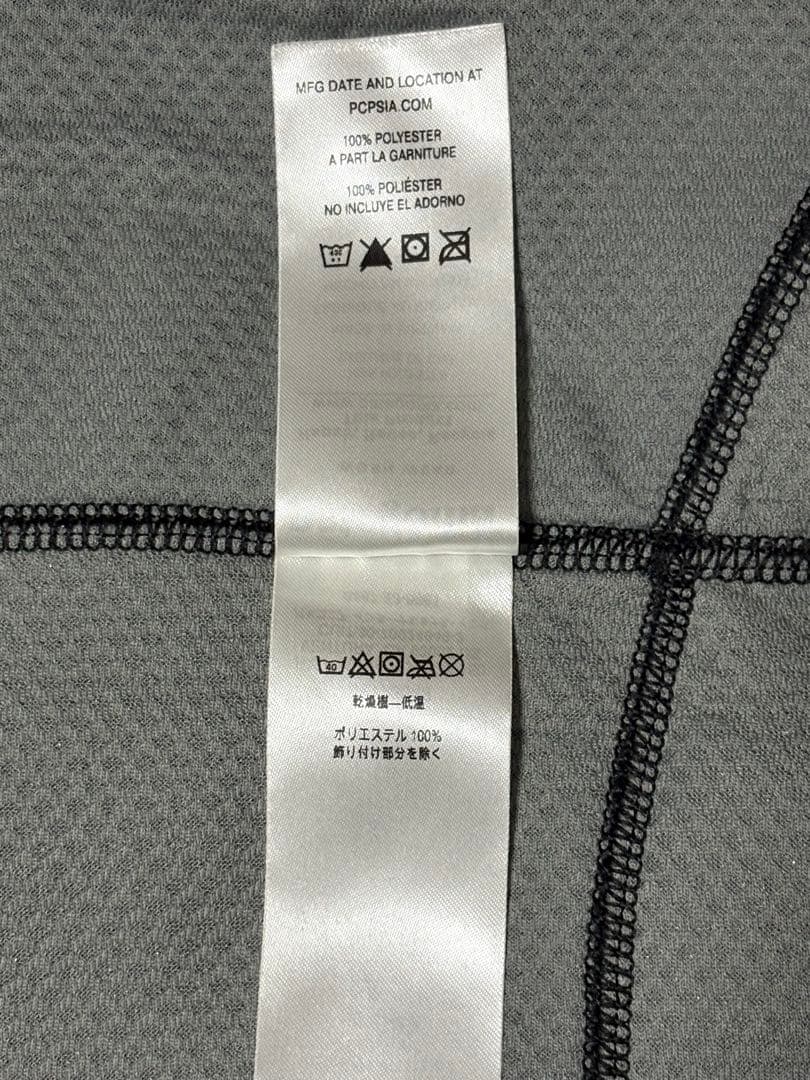 MFG DATE AND LOCATION AT
PCPSIA.COM
100% POLYESTER
A PART LA GARNITURE
100% POLIÉSTER
NO INCLUYE EL ADORNO
40
乾燥樹—低温
ポリエステル 100%
飾り付け部分を除く